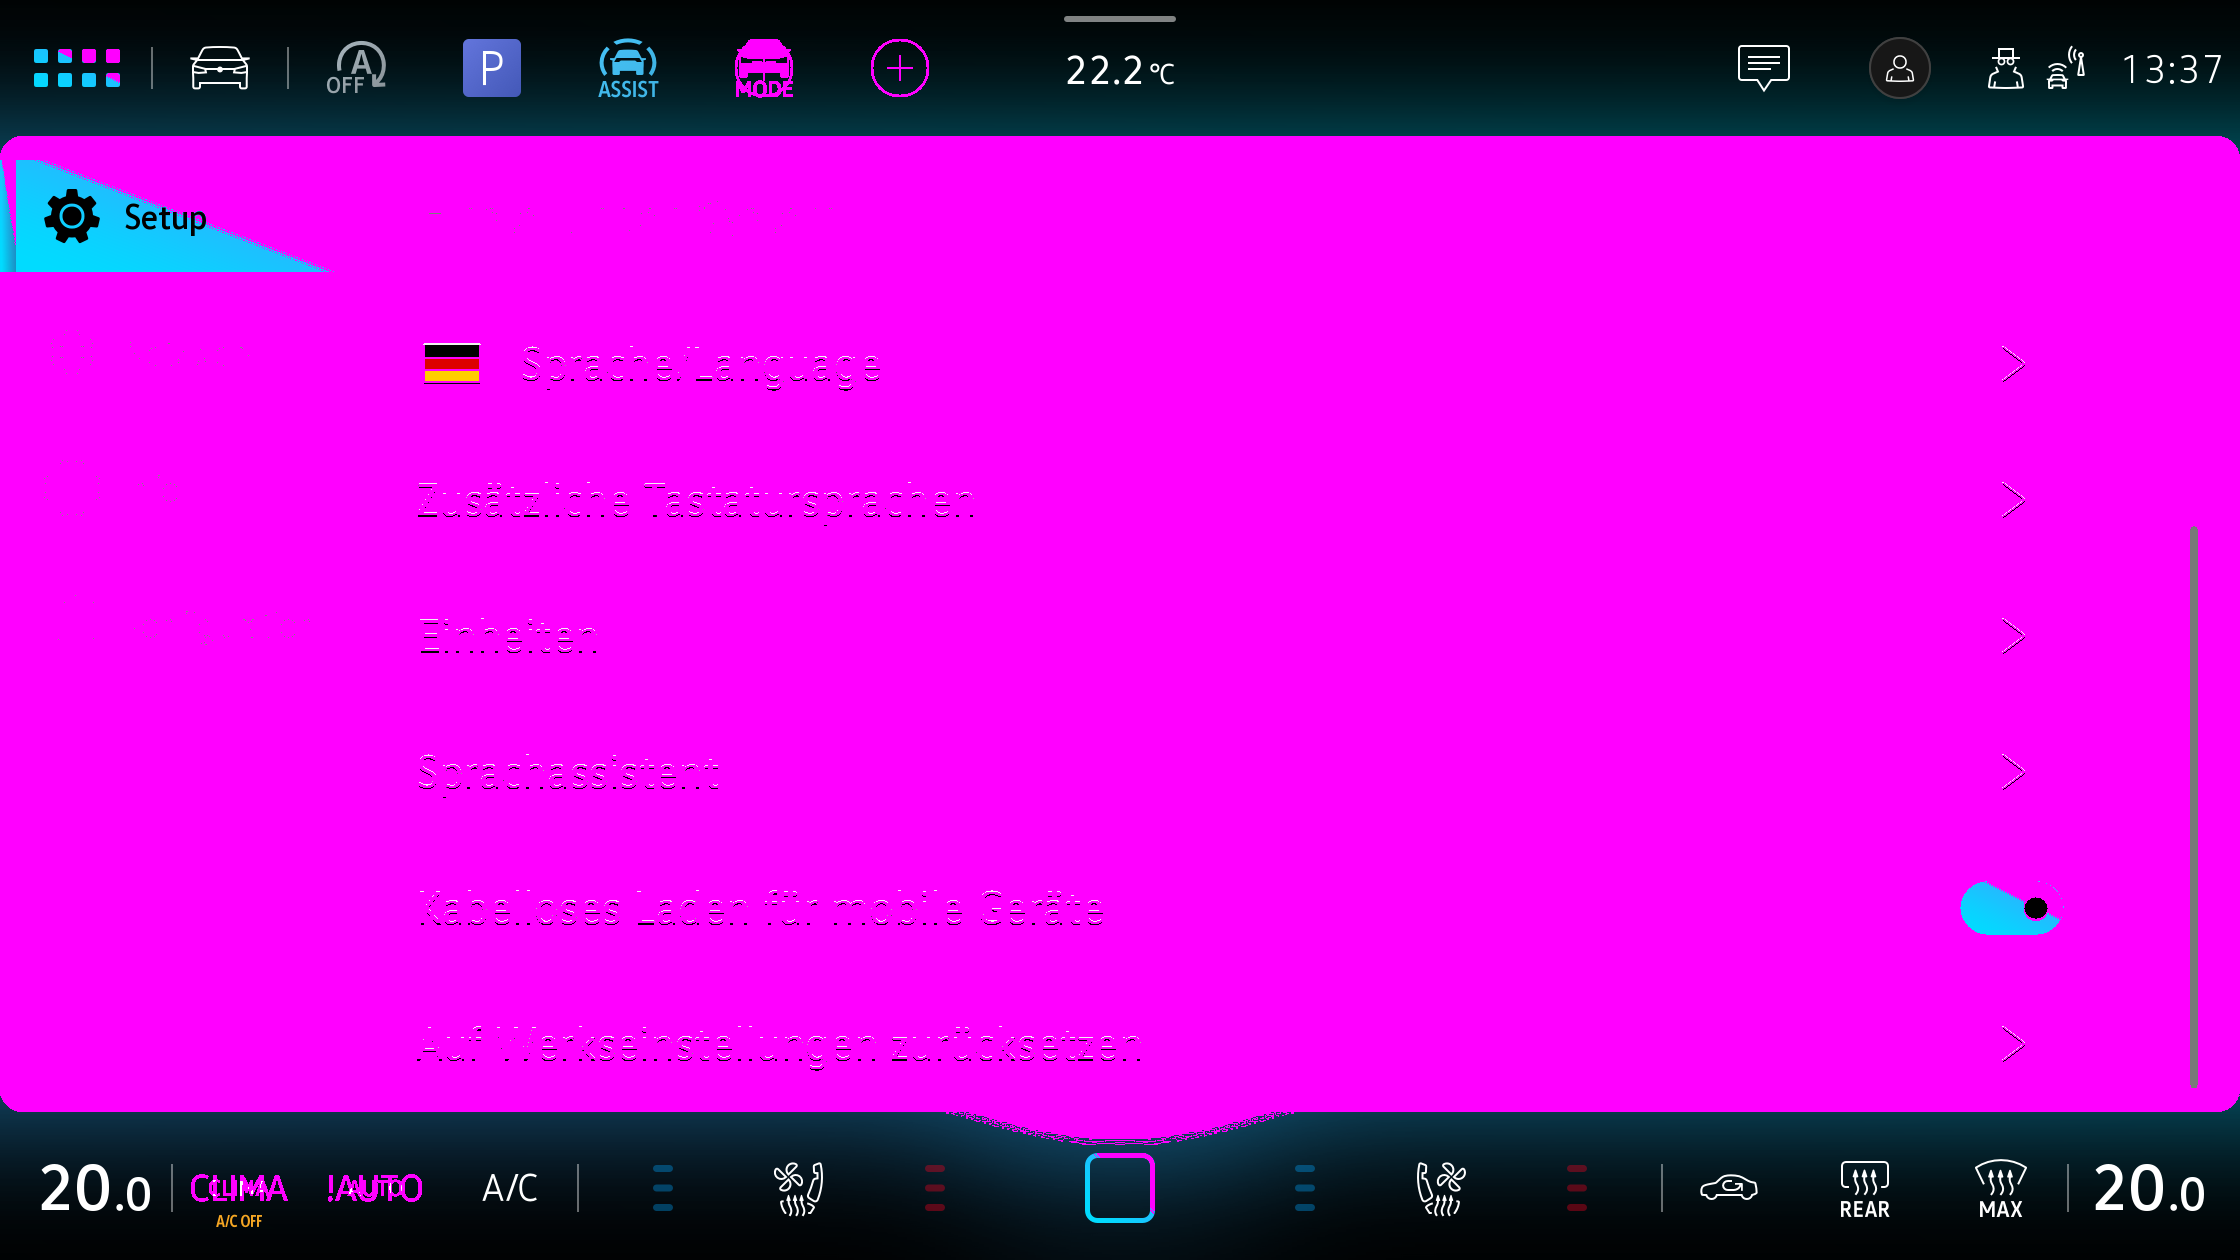 OFF A
P
ASSIST
MODE
22.2 °C
13:37
Setup
Sprache/Language
Zusätzliche Tastatursprachen
Einheiten
Sprachassistent
Kabelloses Laden für mobile Geräte
Auf Werkseinstellungen zurücksetzen
20.0
CLIMA
A/C OFF
!AUTO
A/C
REAR
MAX
20.0